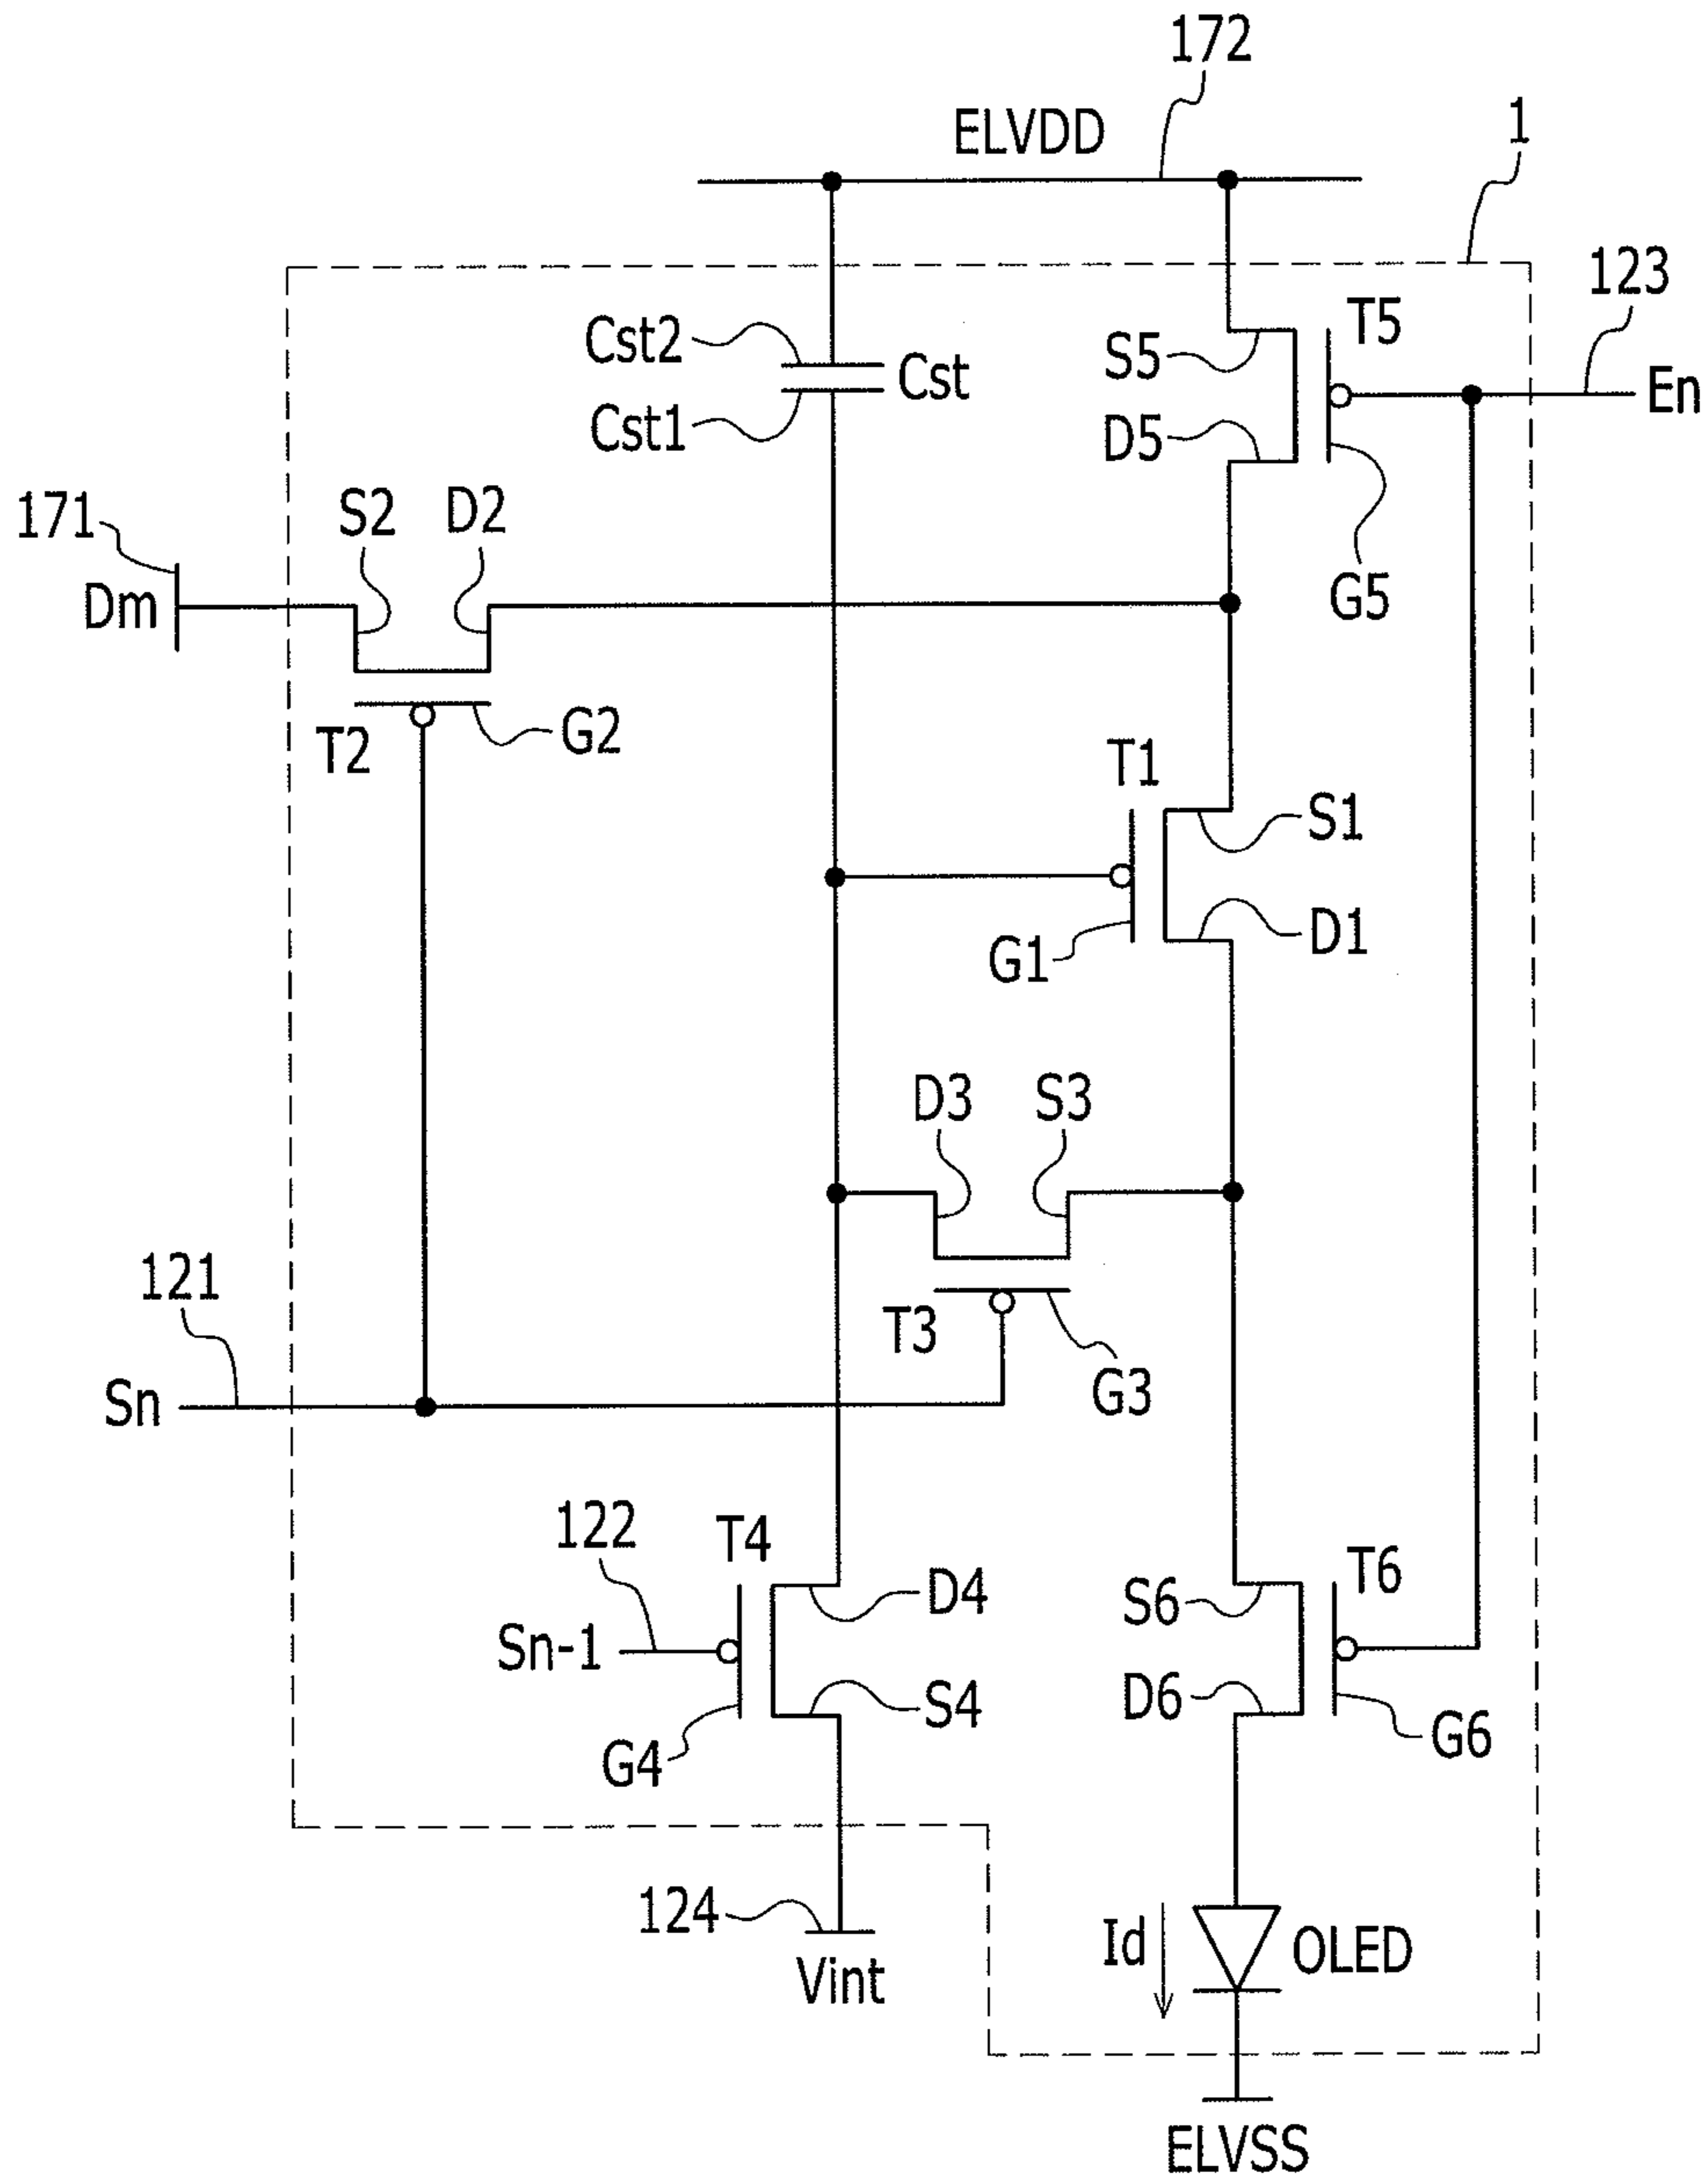 172
ELVDD
1
123
T5
Cst2
S5
Cst
En
Cst1
D5
171
S2
D2
Dm
G5
G2
T2
T1
S1
D1
G1
D3
S3
121
T3
G3
Sn
122
T4
T6
D4
S6
Sn-1
D6
S4
G6
G4
124
Id
OLED
Vint
ELVSS